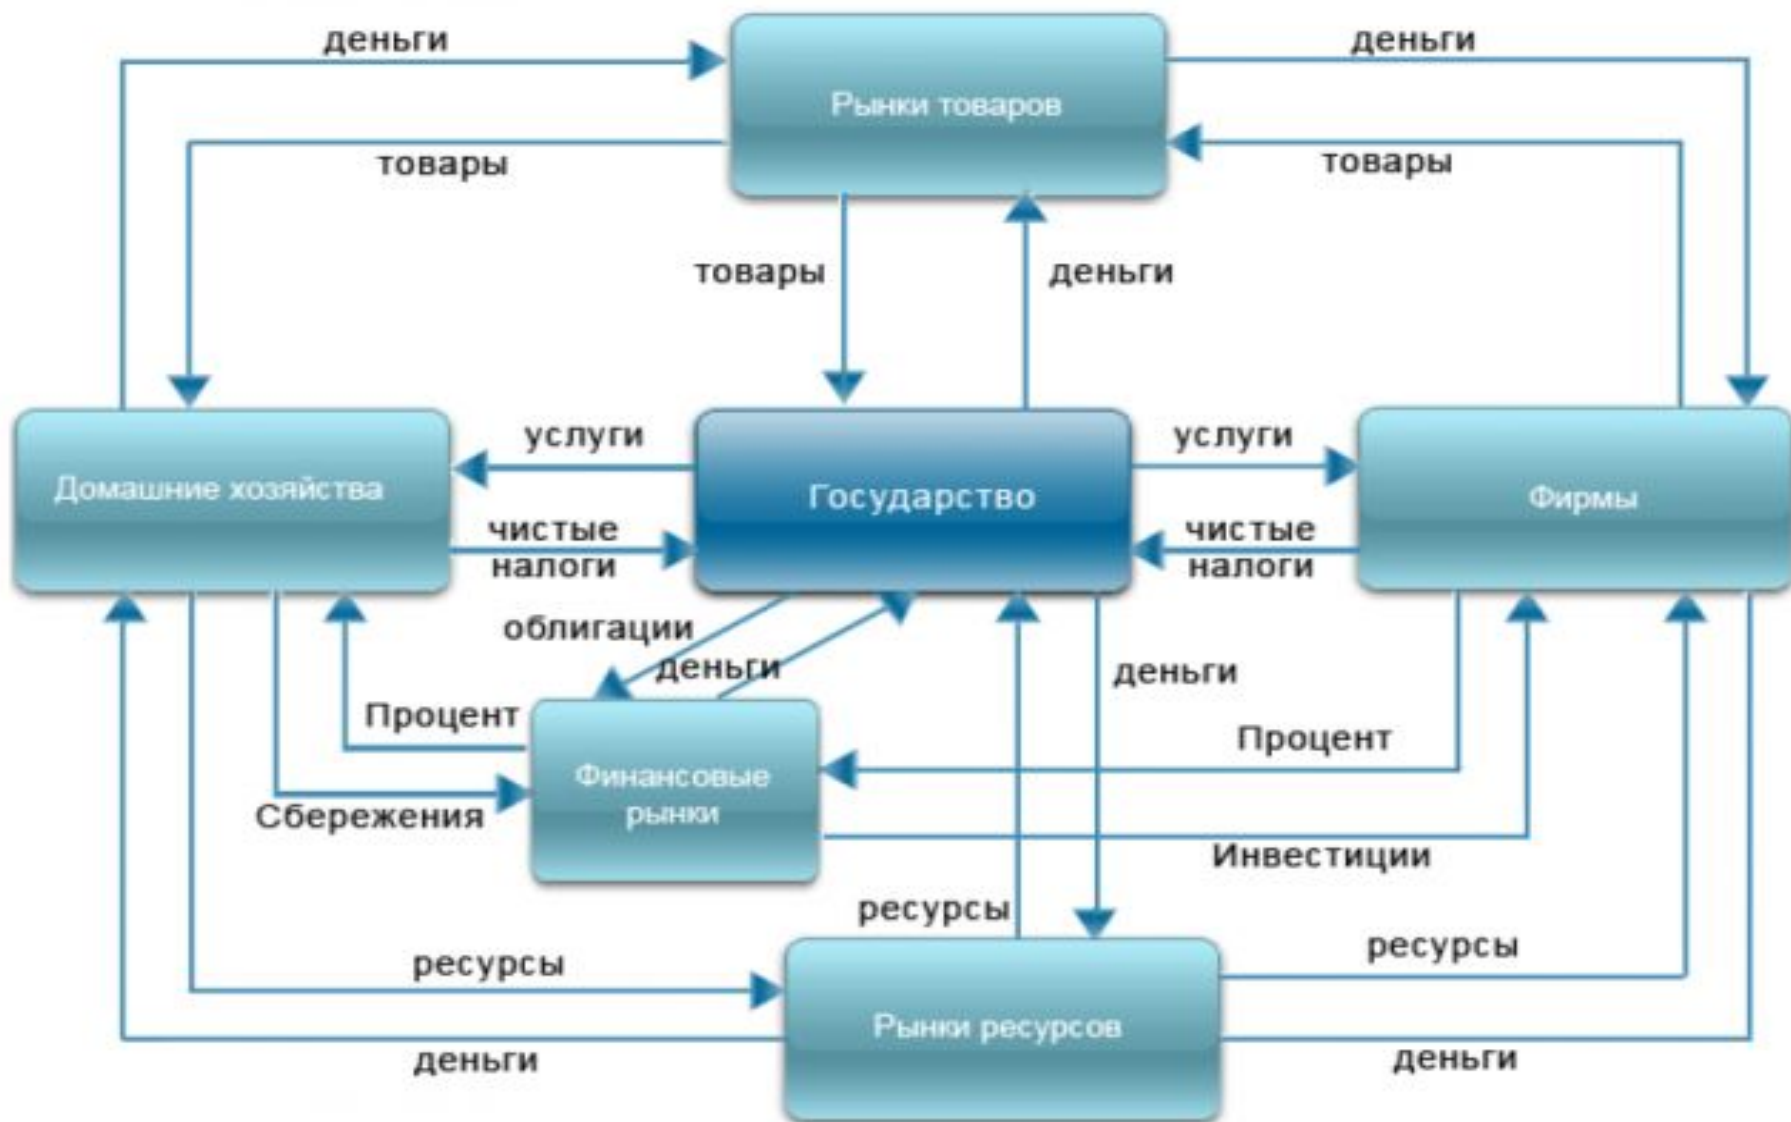 деньги
деньги
Рынки товаров
товары
товары
товары
деньги
услуги
услуги
Домашние хозяйства
Государство
Фирмы
чистые
налоги
чистые
налоги
облигации
деньги
деньги
Процент
Процент
Финансовые
рынки
Сбережения
Инвестиции
ресурсы
ресурсы
ресурсы
Рынки ресурсов
деньги
деньги